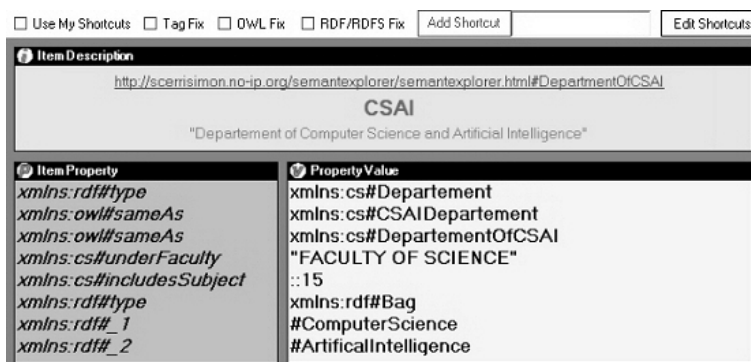 Use My Shortcuts Tag Fix OWL Fix RDF/RDFS Fix Add Shortcut Edit Shortcuts
Item Description
http://scerrisimon.no-ip.org/semantexplorer/semantexplorer.html#DepartmentOfCSAI
CSAI
"Departement of Computer Science and Artificial Intelligence"
Item Property Property Value
xmlns:rdf#type xmlns:cs#Departement
xmlns:owl#sameAs xmlns:cs#CSAIDepartement
xmlns:owl#sameAs xmlns:cs#DepartementOfCSAI
xmlns:cs#underFaculty "FACULTY OF SCIENCE"
xmlns:cs#includesSubject ::15
xmlns:rdf#type xmlns:rdf#Bag
xmlns:rdf#_1 #ComputerScience
xmlns:rdf#_2 #ArtificalIntelligence